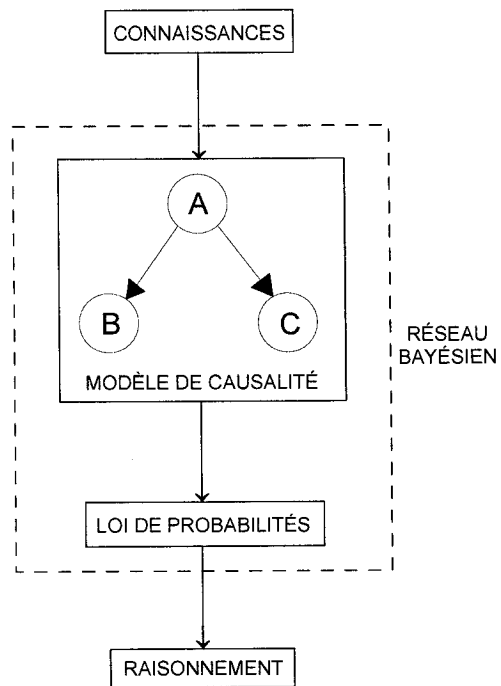 CONNAISSANCES
A
B
C
MODÈLE DE CAUSALITÉ
RÉSEAU
BAYÉSIEN
LOI DE PROBABILITÉS
RAISONNEMENT